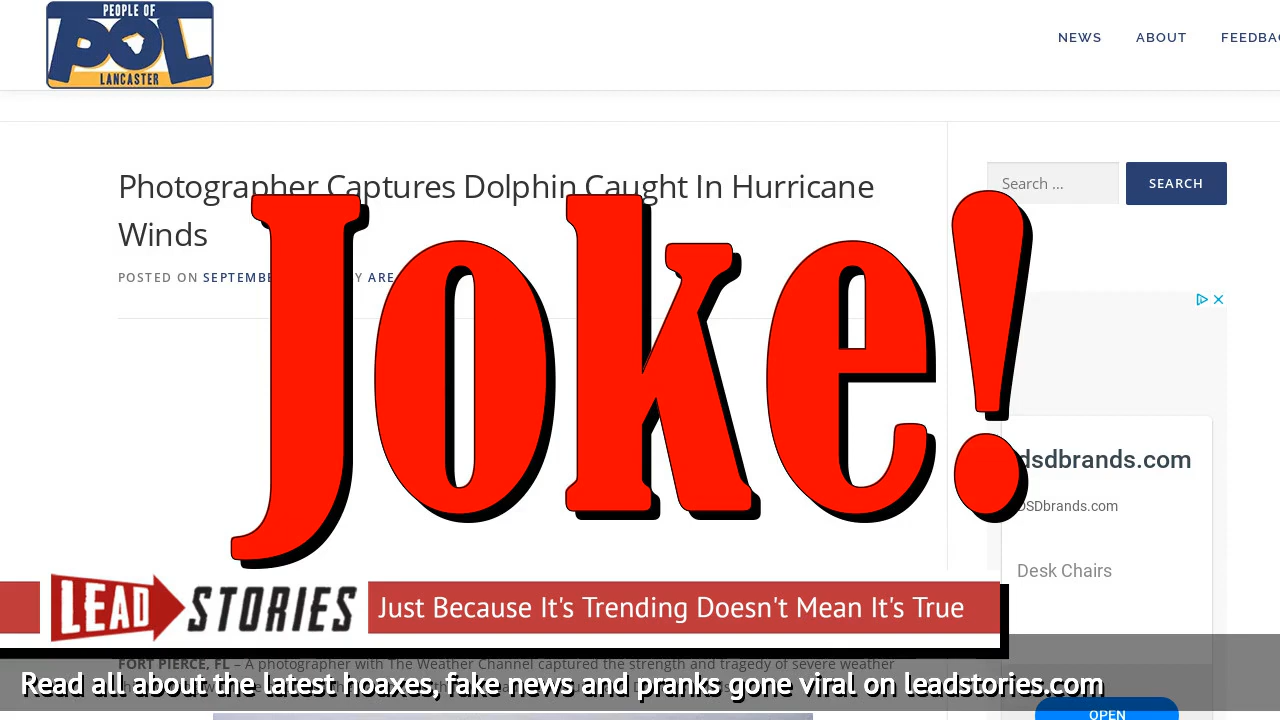 PEOPLE OF
POL
LANCASTER
NEWS
ABOUT
FEEDBA
Photographer Captures Dolphin Caught In Hurricane
Winds
POSTED ON SEPTEMBE
Y ARE
Search ...
SEARCH
Joke!
dsdbrands.com
DSDbrands.com
Desk Chairs
LEAD STORIES
Just Because It's Trending Doesn't Mean It's True
FORT PIERCE, FL – A photographer with The Weather Channel captured the strength and tragedy of severe weather
Read all about the latest hoaxes, fake news and pranks gone viral on leadstories.com
OPEN